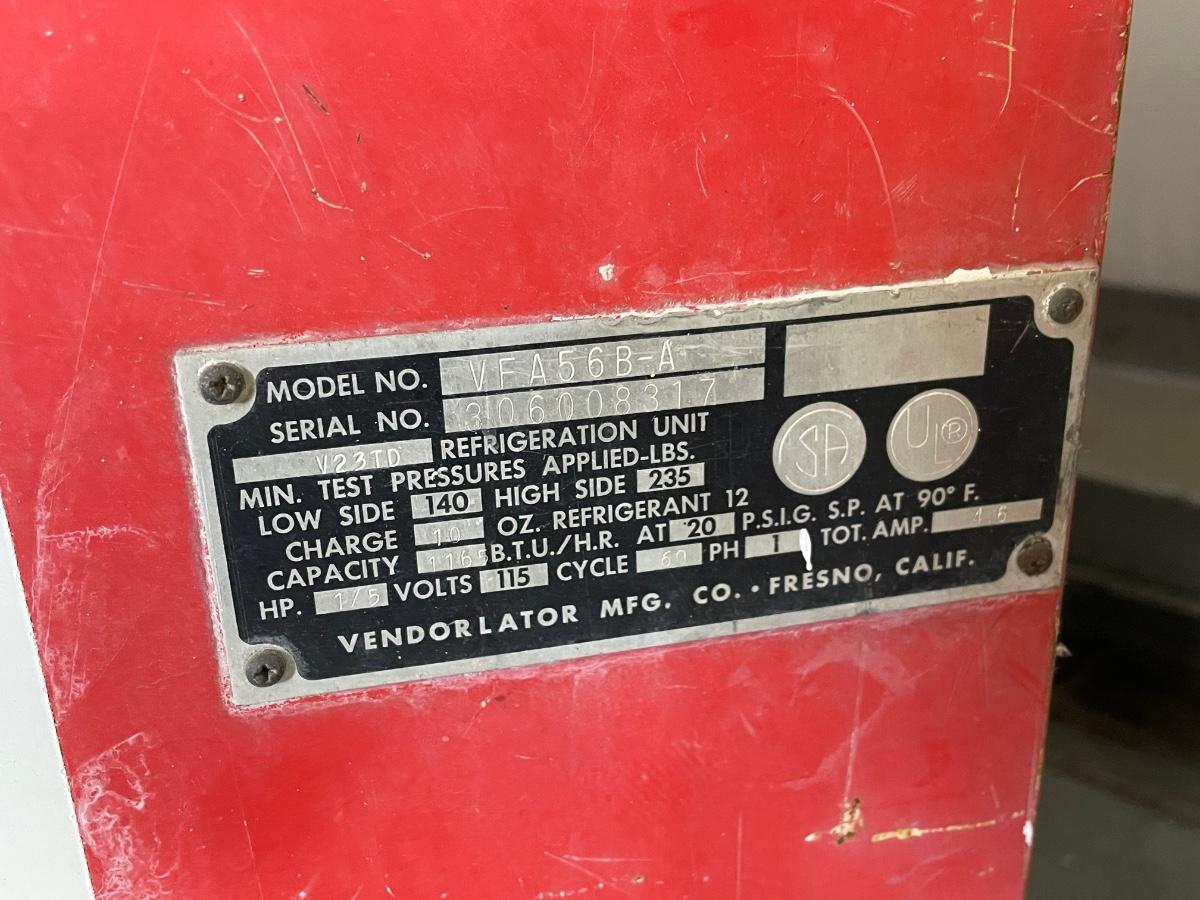 MODEL NO. VFA56B-A
SERIAL NO. 306008317
V23TD REFRIGERATION UNIT
MIN. TEST PRESSURES APPLIED-LBS.
LOW SIDE 140 HIGH SIDE 235
CHARGE 10 OZ. REFRIGERANT 12
CAPACITY 1165 B.T.U./H.R. AT 20 P.S.I.G. S.P. AT 90° F.
HP. 1/5 VOLTS 115 CYCLE 60 PH 1 TOT. AMP. 4.6
VENDORLATOR MFG. CO. • FRESNO, CALIF.
SA
UL®